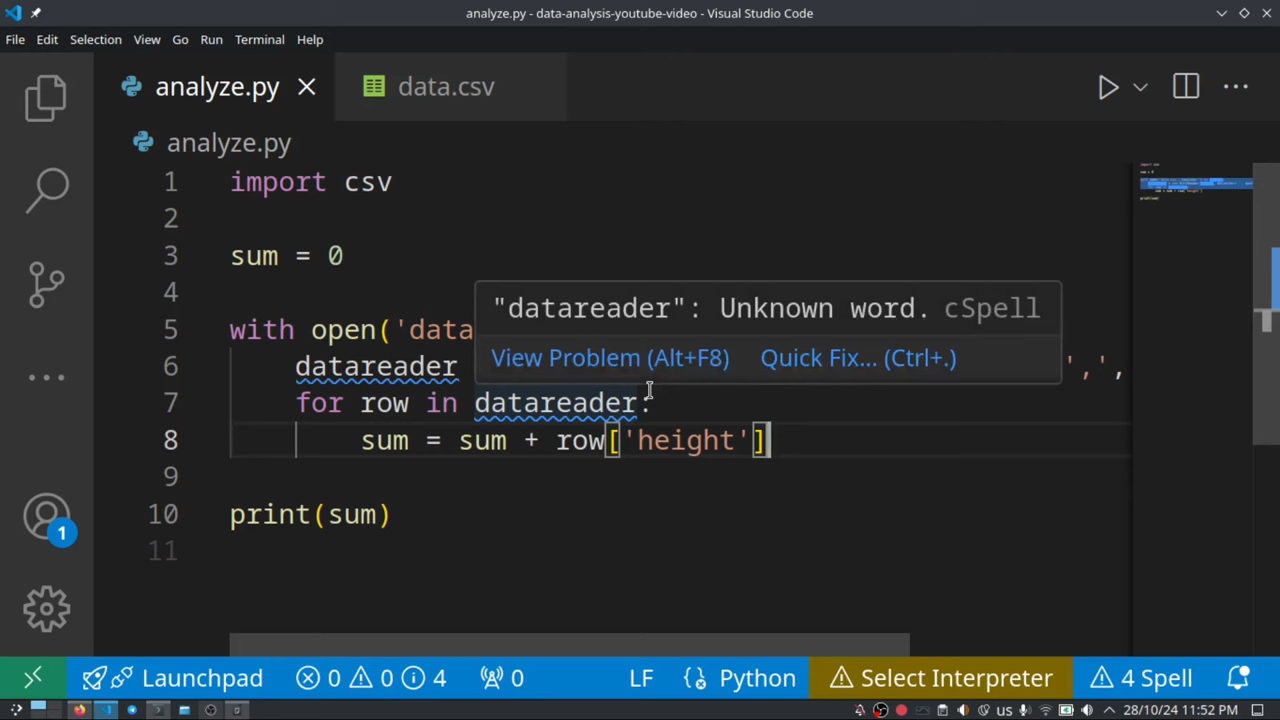 analyze.py - data-analysis-youtube-video - Visual Studio Code
File Edit Selection View Go Run Terminal Help
analyze.py data.csv
analyze.py
1 import csv
2
3 sum = 0
4
"datareader": Unknown word. cSpell
5 with open('data
View Problem (Alt+F8) Quick Fix... (Ctrl+.)
6 datareader ',',
7 for row in datareader:
8 sum = sum + row['height']
9
10 print(sum)
11
1
Launchpad 0 0 4 0 LF Python Select Interpreter 4 Spell
us 28/10/24 11:52 PM